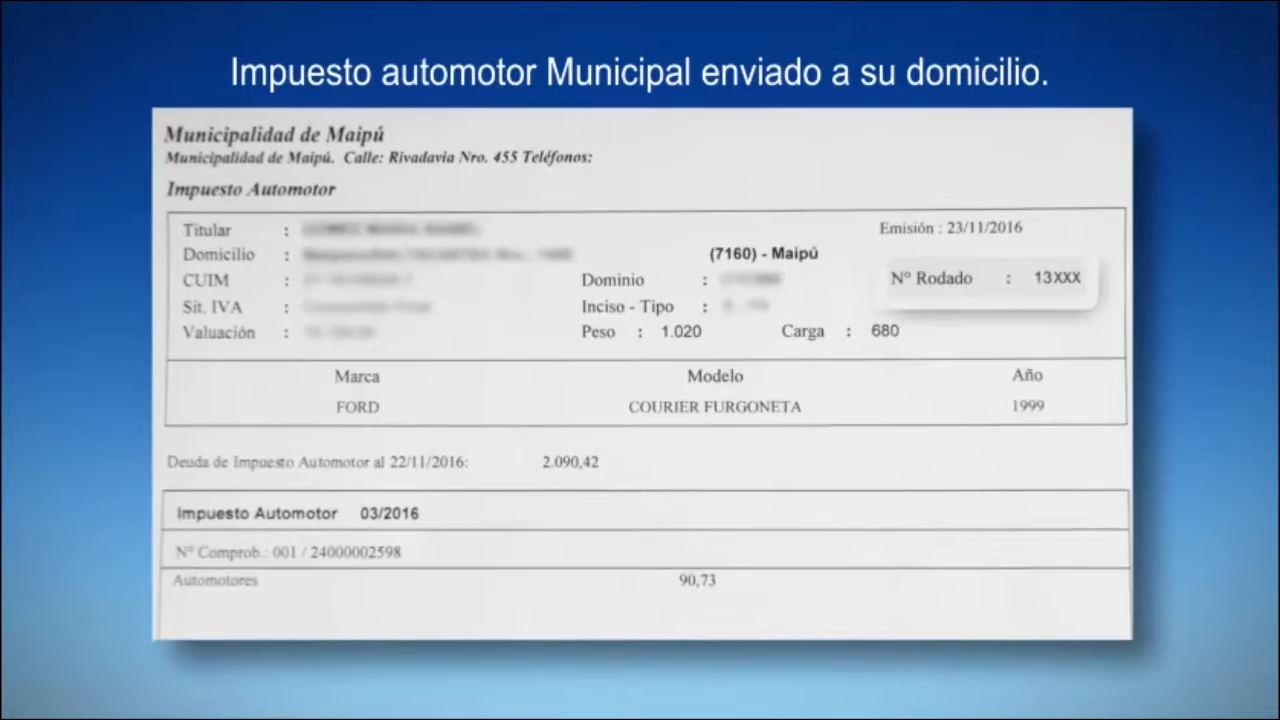 Impuesto automotor Municipal enviado a su domicilio.
Municipalidad de Maipú
Municipalidad de Maipú. Calle: Rivadavia Nro. 455 Teléfonos:
Impuesto Automotor
Titular : Emisión : 23/11/2016
Domicilio : (7160) - Maipú
CUIM : Dominio : Nº Rodado : 13XXX
Sit. IVA : Inciso - Tipo :
Valuación : Peso : 1.020 Carga : 680
Marca Modelo Año
FORD COURIER FURGONETA 1999
Deuda de Impuesto Automotor al 22/11/2016: 2.090,42
Impuesto Automotor 03/2016
Nº Comprob.: 001 / 24000002598
Automotores 90,73